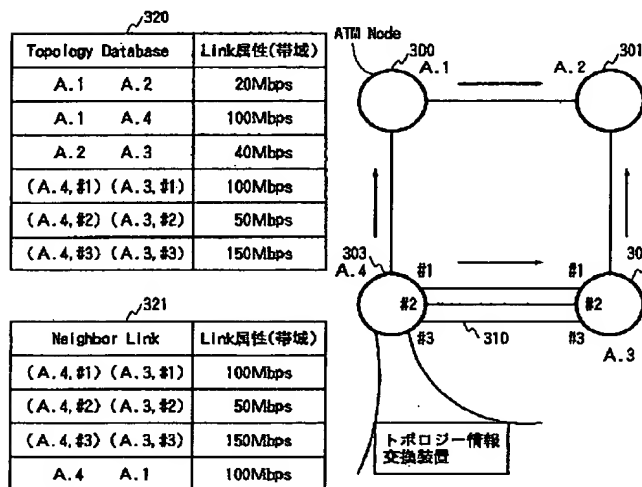 320
Topology Database Link属性(帯域)
A.1 A.2 20Mbps
A.1 A.4 100Mbps
A.2 A.3 40Mbps
(A.4,#1) (A.3,#1) 100Mbps
(A.4,#2) (A.3,#2) 50Mbps
(A.4,#3) (A.3,#3) 150Mbps
321
Neighbor Link Link属性(帯域)
(A.4,#1) (A.3,#1) 100Mbps
(A.4,#2) (A.3,#2) 50Mbps
(A.4,#3) (A.3,#3) 150Mbps
A.4 A.1 100Mbps
ATM Node
300
301
A.1
A.2
303
A.4
#1
#1
30
#2
#2
#3
310
#3
A.3
トポロジー情報
交換装置